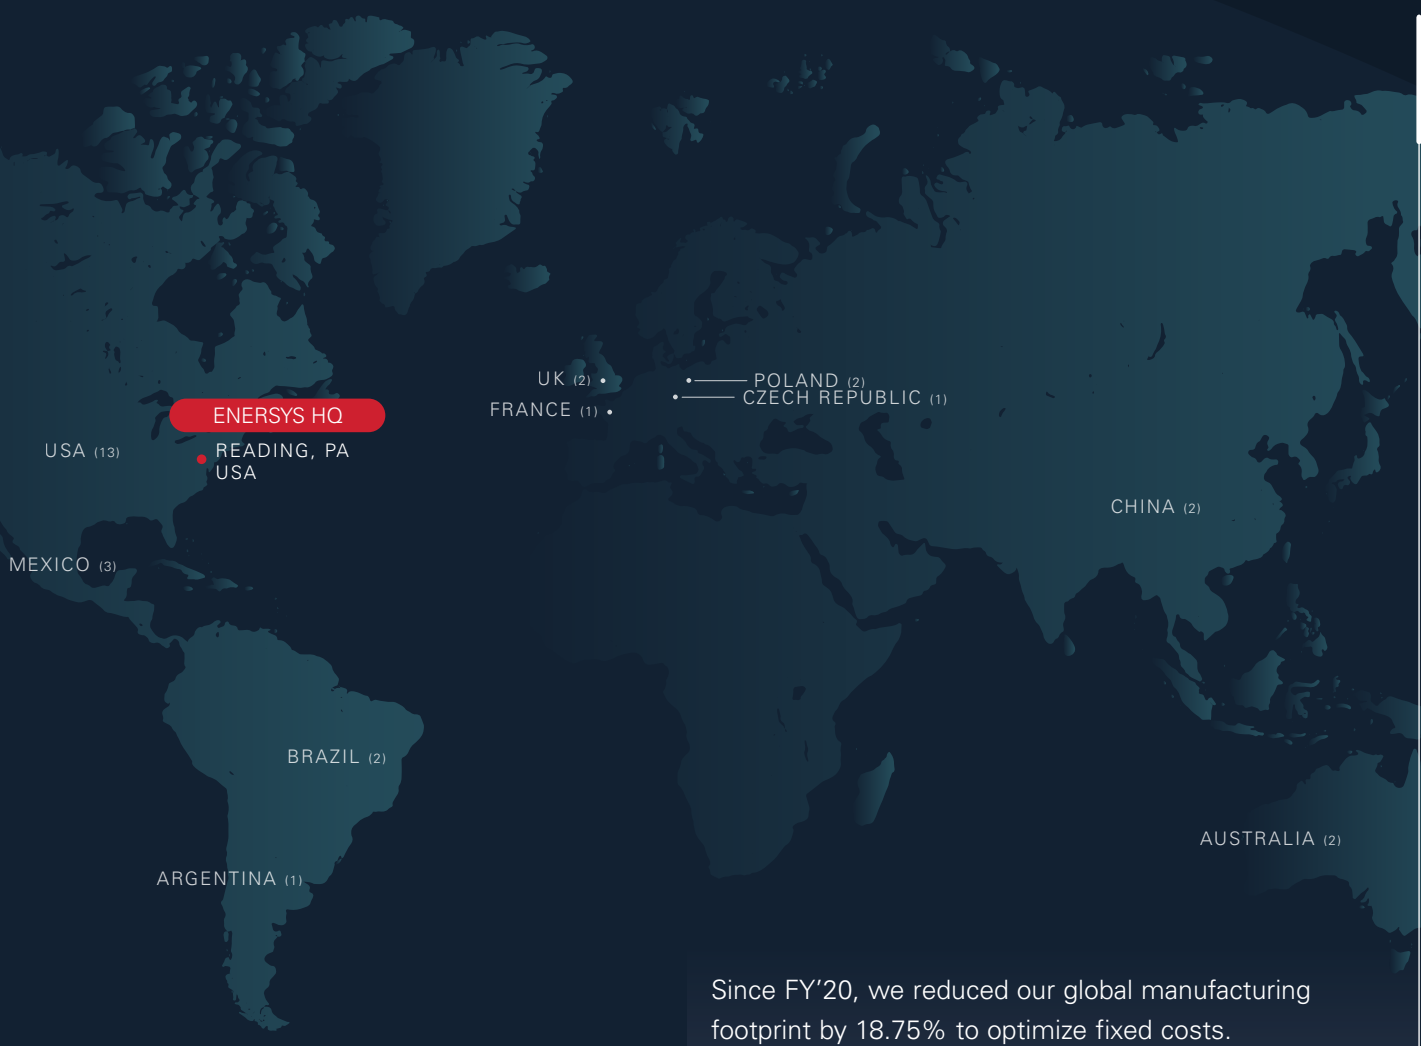 UK (2)
POLAND (2)
CZECH REPUBLIC (1)
FRANCE (1)
ENERSYS HQ
USA (13)
READING, PA
USA
CHINA (2)
MEXICO (3)
BRAZIL (2)
AUSTRALIA (2)
ARGENTINA (1)
Since FY’20, we reduced our global manufacturing
footprint by 18.75% to optimize fixed costs.